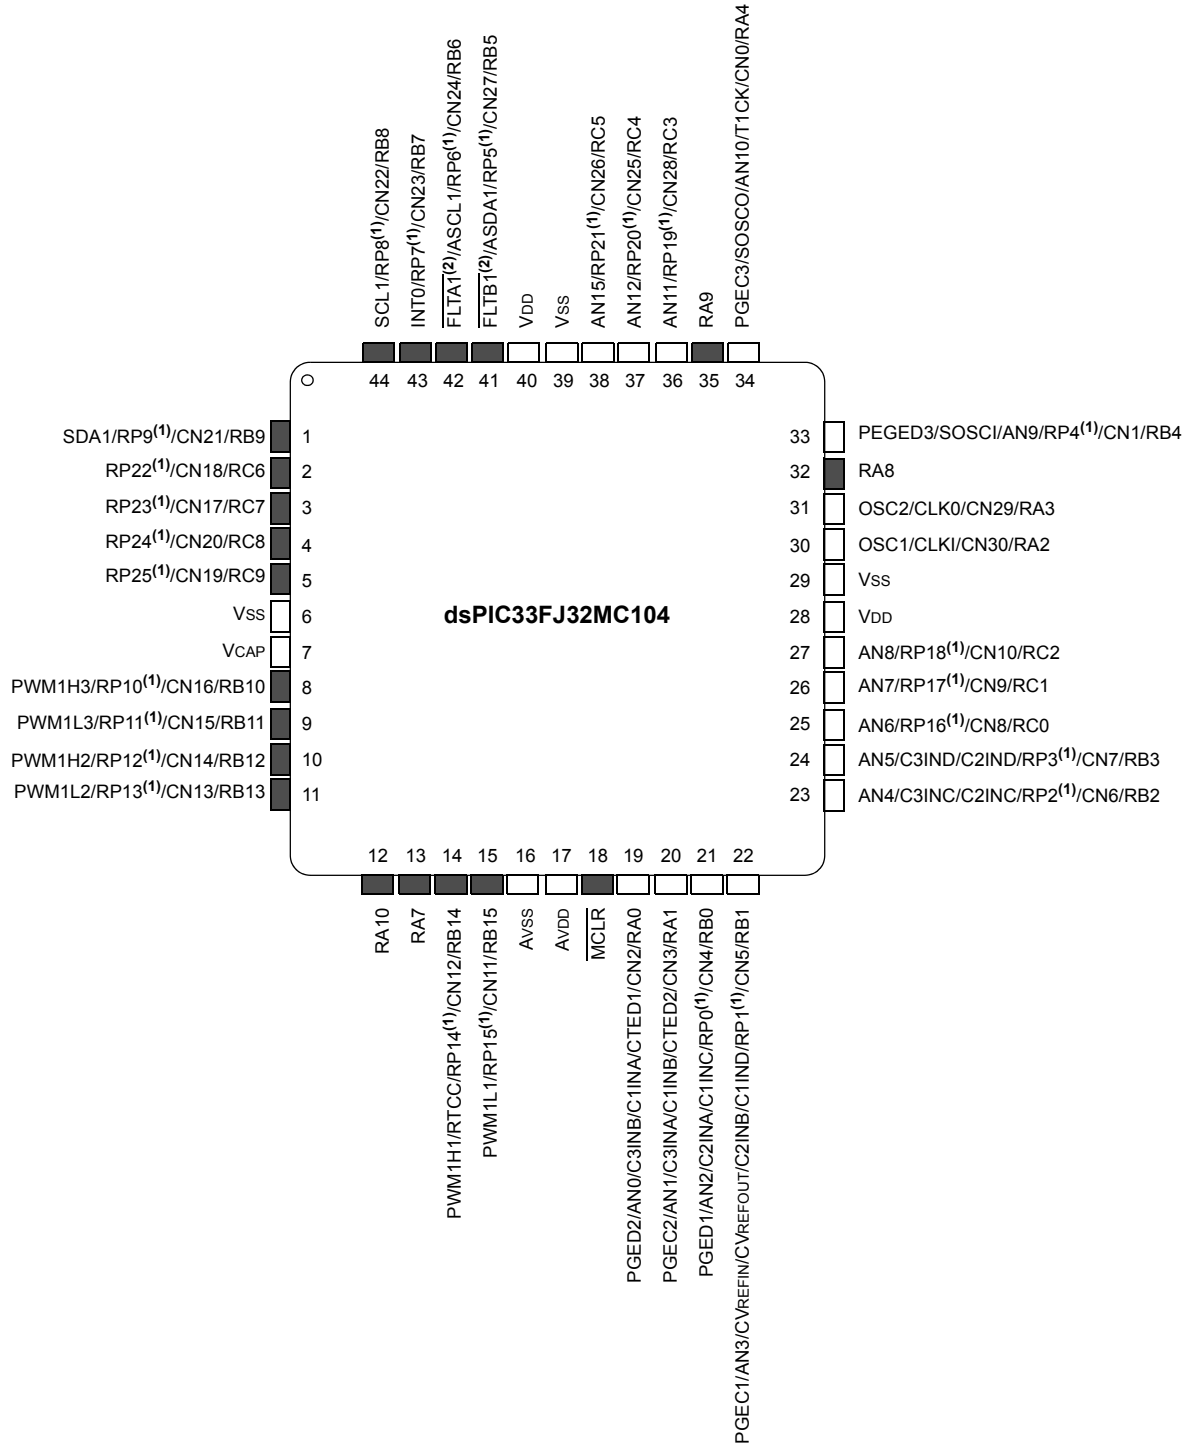 SCL1/RP8(1)/CN22/RB8
INT0/RP7(1)/CN23/RB7
FLTA1(2)/ASCL1/RP6(1)/CN24/RB6
FLTB1(2)/ASDA1/RP5(1)/CN27/RB5
VDD
VSS
AN15/RP21(1)/CN26/RC5
AN12/RP20(1)/CN25/RC4
AN11/RP19(1)/CN28/RC3
RA9
PGEC3/SOSCO/AN10/T1CK/CN0/RA4
44 43 42 41 40 39 38 37 36 35 34
SDA1/RP9(1)/CN21/RB9 1
RP22(1)/CN18/RC6 2
RP23(1)/CN17/RC7 3
RP24(1)/CN20/RC8 4
RP25(1)/CN19/RC9 5
VSS 6
VCAP 7
PWM1H3/RP10(1)/CN16/RB10 8
PWM1L3/RP11(1)/CN15/RB11 9
PWM1H2/RP12(1)/CN14/RB12 10
PWM1L2/RP13(1)/CN13/RB13 11
dsPIC33FJ32MC104
33 PEGED3/SOSCI/AN9/RP4(1)/CN1/RB4
32 RA8
31 OSC2/CLK0/CN29/RA3
30 OSC1/CLKI/CN30/RA2
29 VSS
28 VDD
27 AN8/RP18(1)/CN10/RC2
26 AN7/RP17(1)/CN9/RC1
25 AN6/RP16(1)/CN8/RC0
24 AN5/C3IND/C2IND/RP3(1)/CN7/RB3
23 AN4/C3INC/C2INC/RP2(1)/CN6/RB2
12 13 14 15 16 17 18 19 20 21 22
RA10
RA7
PWM1H1/RTCC/RP14(1)/CN12/RB14
PWM1L1/RP15(1)/CN11/RB15
AVSS
AVDD
MCLR
PGED2/AN0/C3INB/C1INA/CTED1/CN2/RA0
PGEC2/AN1/C3INA/C1INB/CTED2/CN3/RA1
PGED1/AN2/C2INA/C1INC/RP0(1)/CN4/RB0
PGEC1/AN3/CVREFIN/CVREFOUT/C2INB/C1IND/RP1(1)/CN5/RB1